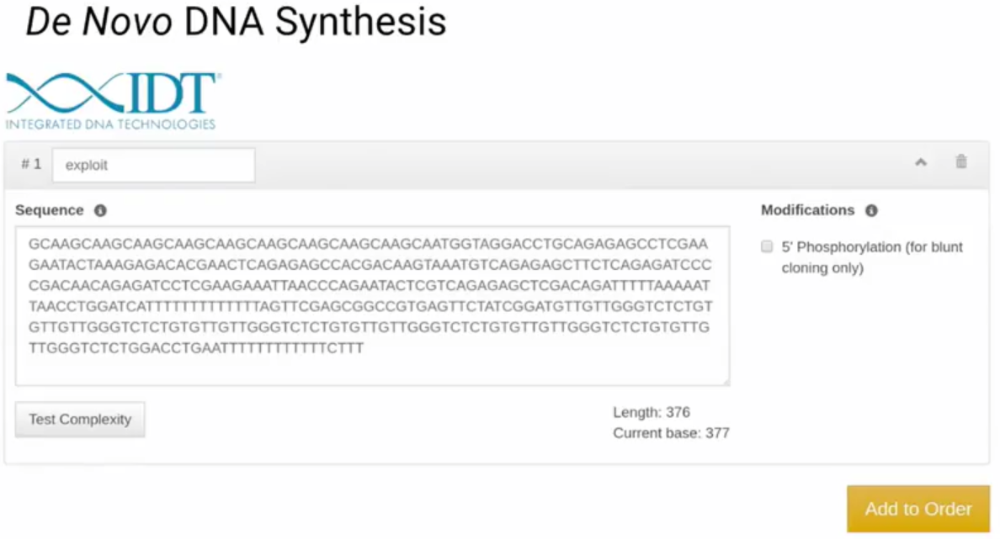 De Novo DNA Synthesis
IDT
INTEGRATED DNA TECHNOLOGIES
# 1 exploit
Sequence
Modifications
GCAAGCAAGCAAGCAAGCAAGCAAGCAAGCAAGCAAGCAATGGTAGGACCTGCAGAGAGCCTCGAA
GAATACTAAAGAGACACGAACTCAGAGAGCCACGACAAGTAAATGTCAGAGAGCTTCTCAGAGATCCC
CGACAACAGAGATCCTCGAAGAAATTAACCCAGAATACTCGTCAGAGAGCTCGACAGATTTTTAAAAAT
TAACCTGGATCATTTTTTTTTTTTTTAGTTCGAGCGGCCGTGAGTTCTATCGGATGTTGTTGGGTCTCTGT
GTTGTTGGGTCTCTGTGTTGTTGGGTCTCTGTGTTGTTGGGTCTCTGTGTTGTTGGGTCTCTGTGTTG
TTGGGTCTCTGGACCTGAATTTTTTTTTTTTCTTT
5' Phosphorylation (for blunt
cloning only)
Test Complexity
Length: 376
Current base: 377
Add to Order